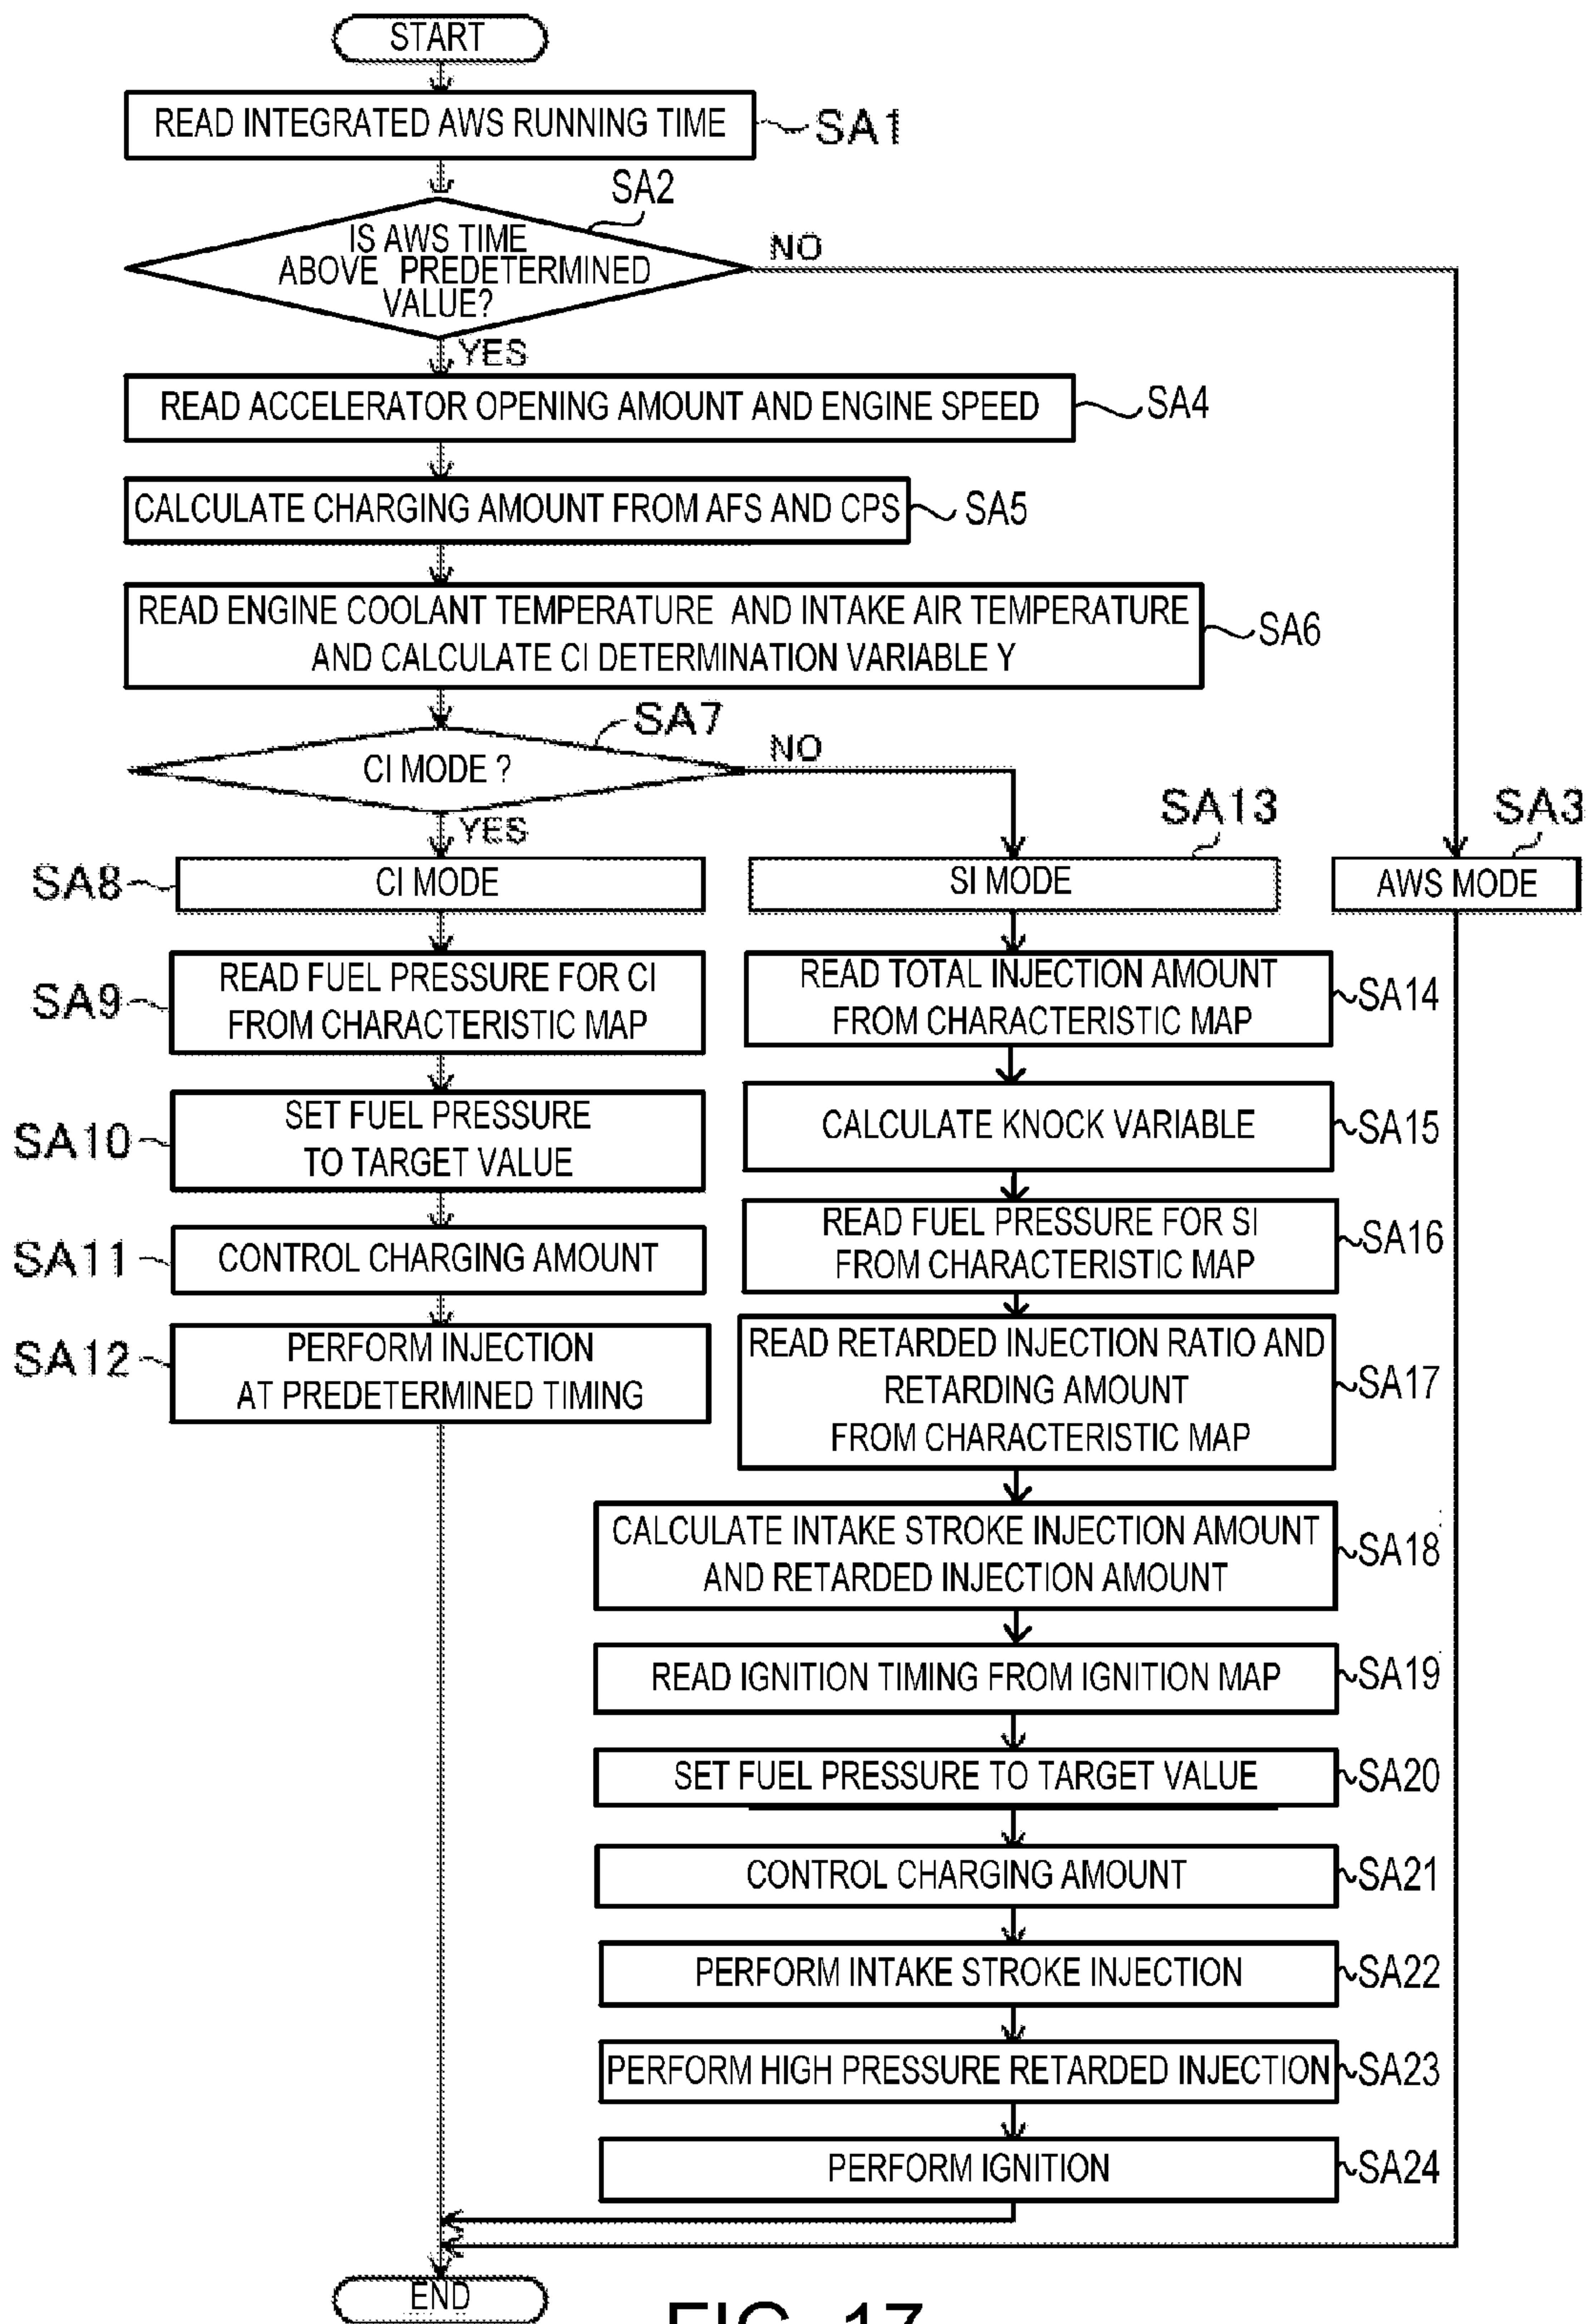 START
READ INTEGRATED AWS RUNNING TIME
SA1
SA2
IS AWS TIME
ABOVE PREDETERMINED
VALUE?
NO
YES
READ ACCELERATOR OPENING AMOUNT AND ENGINE SPEED
SA4
CALCULATE CHARGING AMOUNT FROM AFS AND CPS
SA5
READ ENGINE COOLANT TEMPERATURE AND INTAKE AIR TEMPERATURE
AND CALCULATE CI DETERMINATION VARIABLE Y
SA6
SA7
CI MODE ?
NO
YES
SA8
CI MODE
SA13
SI MODE
SA3
AWS MODE
SA9
READ FUEL PRESSURE FOR CI
FROM CHARACTERISTIC MAP
SA10
SET FUEL PRESSURE
TO TARGET VALUE
SA11
CONTROL CHARGING AMOUNT
SA12
PERFORM INJECTION
AT PREDETERMINED TIMING
READ TOTAL INJECTION AMOUNT
FROM CHARACTERISTIC MAP
SA14
CALCULATE KNOCK VARIABLE
SA15
READ FUEL PRESSURE FOR SI
FROM CHARACTERISTIC MAP
SA16
READ RETARDED INJECTION RATIO AND
RETARDING AMOUNT
FROM CHARACTERISTIC MAP
SA17
CALCULATE INTAKE STROKE INJECTION AMOUNT
AND RETARDED INJECTION AMOUNT
SA18
READ IGNITION TIMING FROM IGNITION MAP
SA19
SET FUEL PRESSURE TO TARGET VALUE
SA20
CONTROL CHARGING AMOUNT
SA21
PERFORM INTAKE STROKE INJECTION
SA22
PERFORM HIGH PRESSURE RETARDED INJECTION
SA23
PERFORM IGNITION
SA24
END
FIG. 17